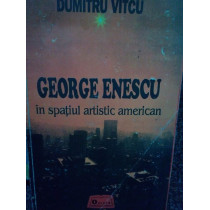 DUMITRU VITCU
GEORGE ENESCU
în spațiul artistic american